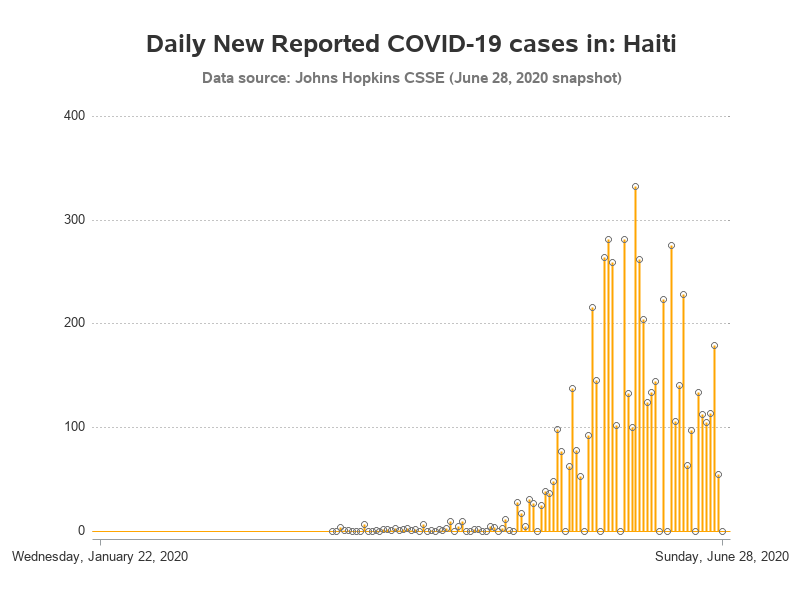 Daily New Reported COVID-19 cases in: Haiti
Data source: Johns Hopkins CSSE (June 28, 2020 snapshot)
400
300
200
100
0
Wednesday, January 22, 2020
Sunday, June 28, 2020